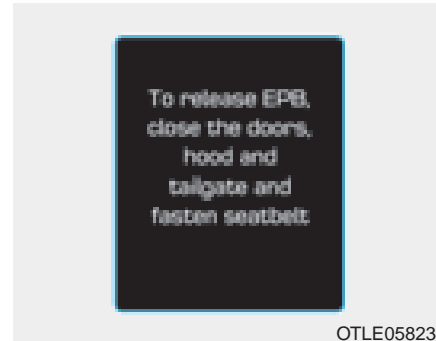 To release EPB,
close the doors,
hood and
tailgate and
fasten seatbelt
OTLE05823